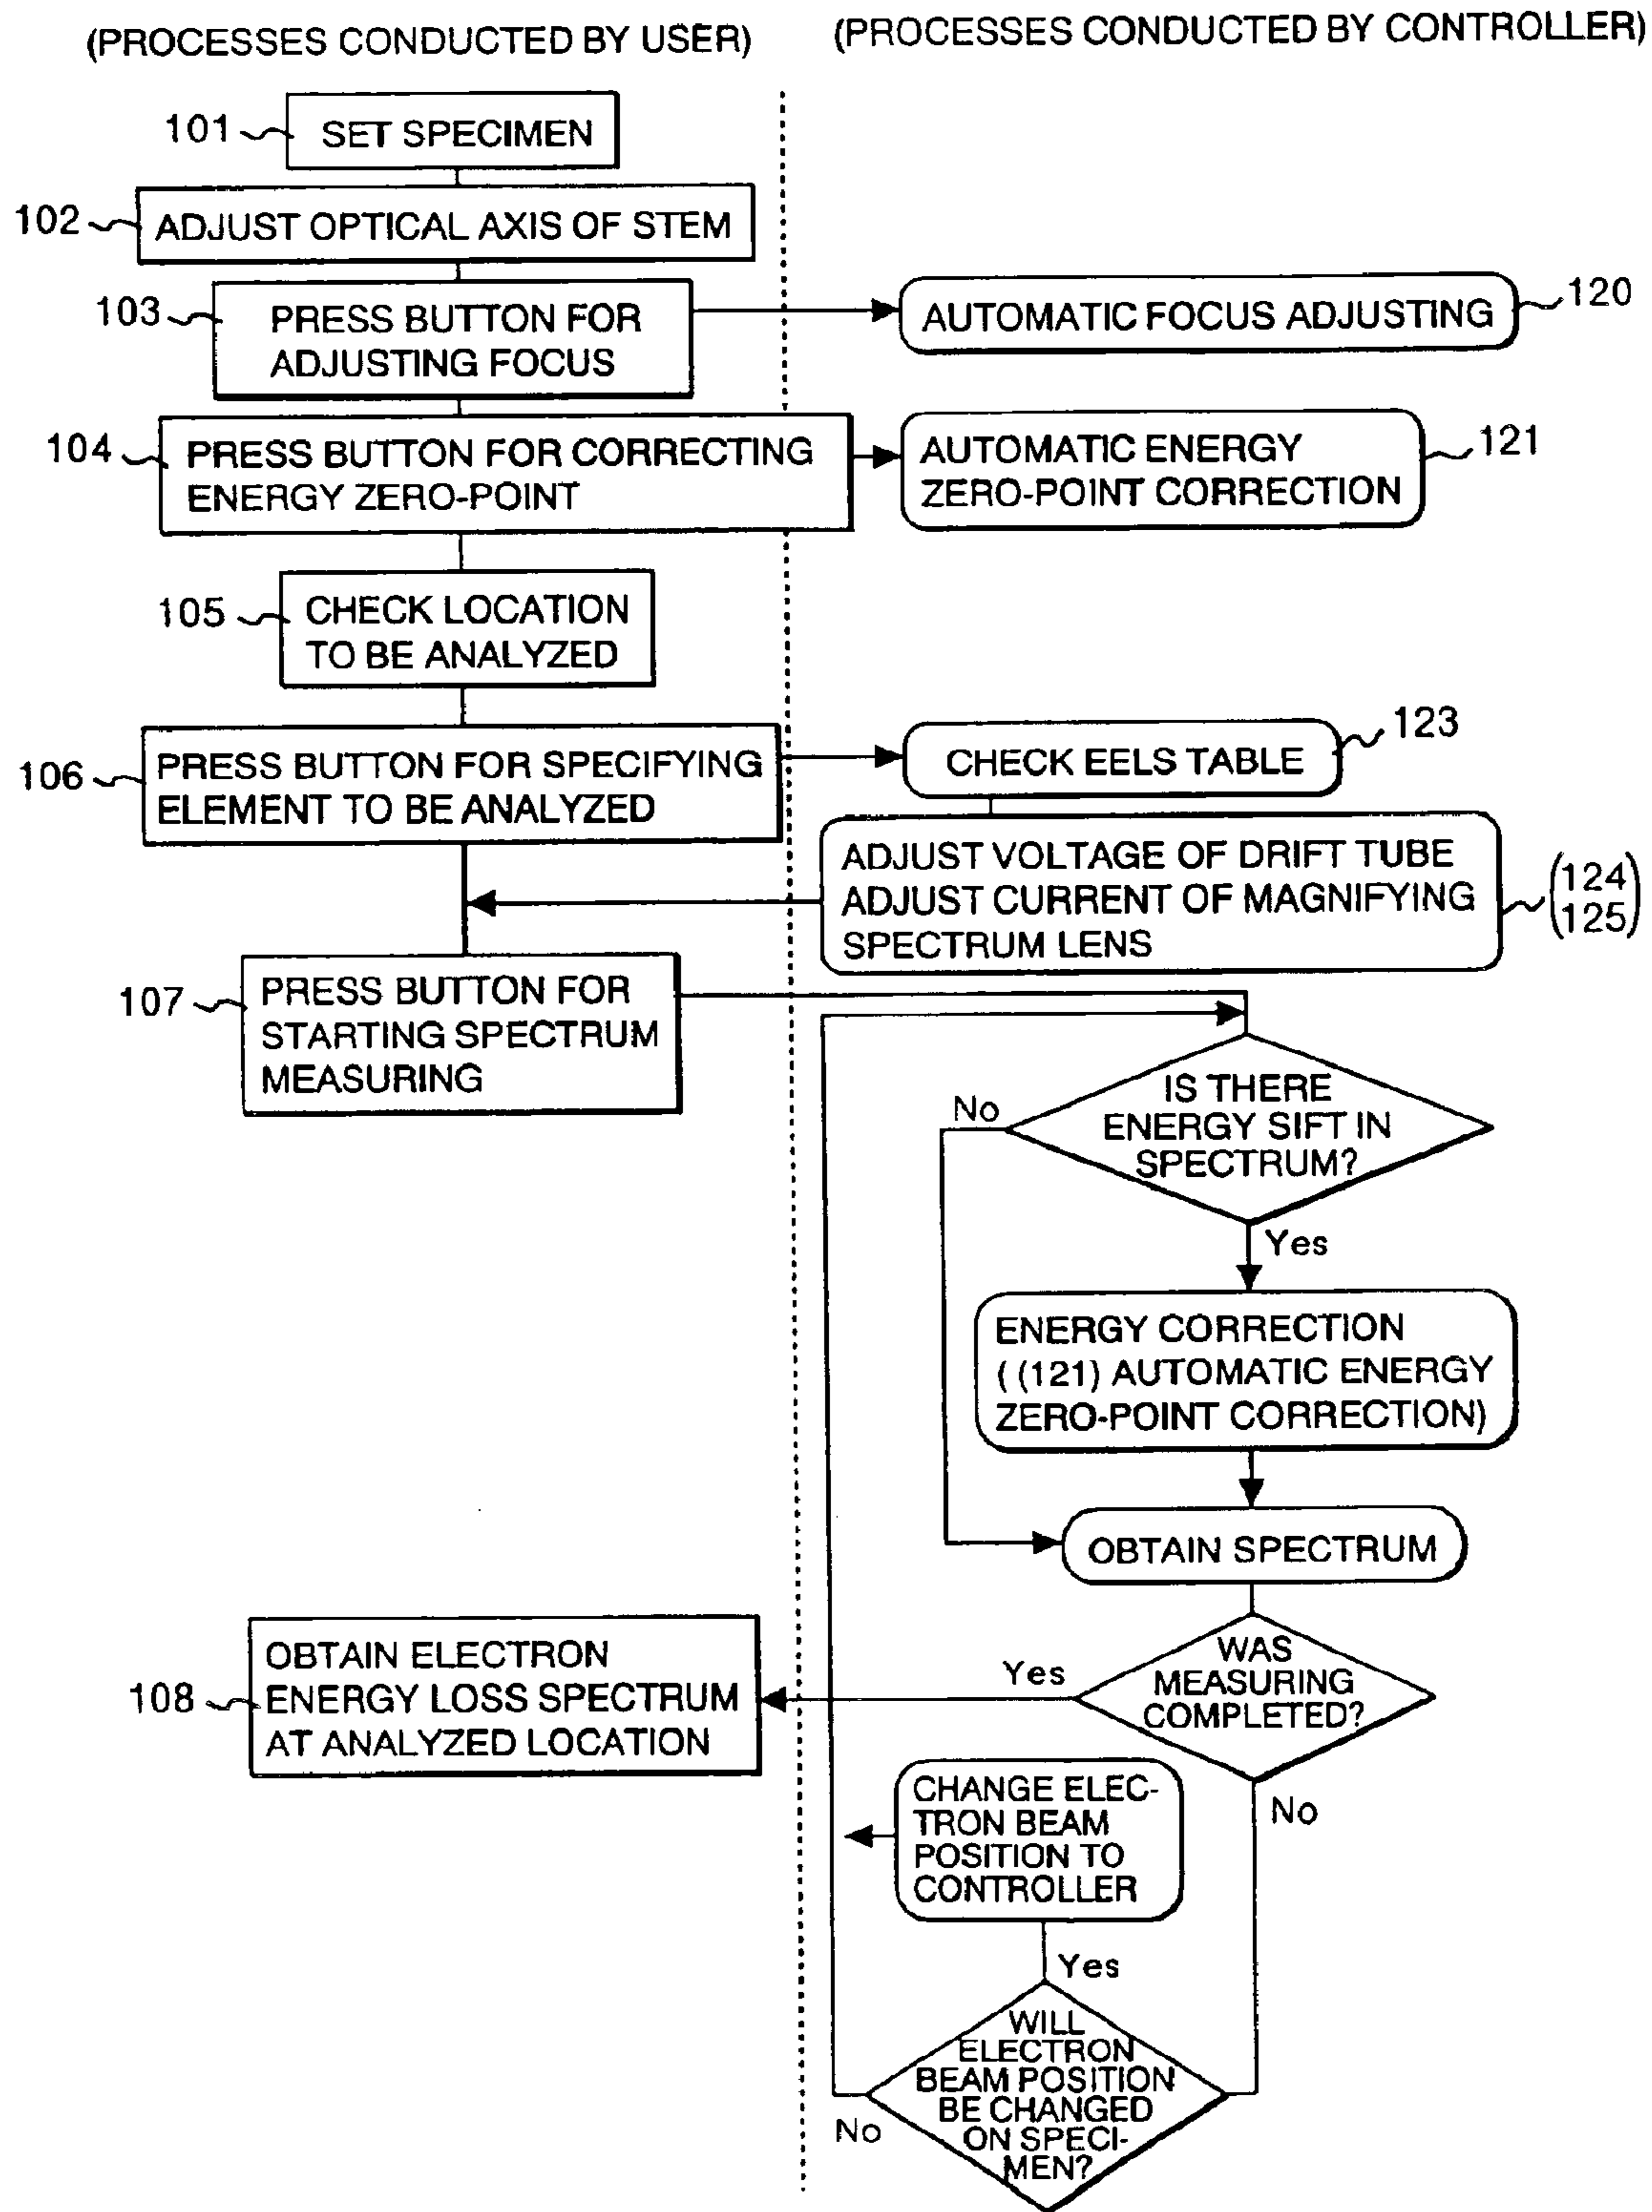 (PROCESSES CONDUCTED BY USER)
(PROCESSES CONDUCTED BY CONTROLLER)
101
SET SPECIMEN
102
ADJUST OPTICAL AXIS OF STEM
103
PRESS BUTTON FOR
ADJUSTING FOCUS
AUTOMATIC FOCUS ADJUSTING
120
104
PRESS BUTTON FOR CORRECTING
ENERGY ZERO-POINT
AUTOMATIC ENERGY
ZERO-POINT CORRECTION
121
105
CHECK LOCATION
TO BE ANALYZED
106
PRESS BUTTON FOR SPECIFYING
ELEMENT TO BE ANALYZED
CHECK EELS TABLE
123
ADJUST VOLTAGE OF DRIFT TUBE
ADJUST CURRENT OF MAGNIFYING
SPECTRUM LENS
(124
125)
107
PRESS BUTTON FOR
STARTING SPECTRUM
MEASURING
IS THERE
ENERGY SIFT IN
SPECTRUM?
No
Yes
ENERGY CORRECTION
( (121) AUTOMATIC ENERGY
ZERO-POINT CORRECTION)
OBTAIN SPECTRUM
WAS
MEASURING
COMPLETED?
Yes
No
108
OBTAIN ELECTRON
ENERGY LOSS SPECTRUM
AT ANALYZED LOCATION
CHANGE ELEC-
TRON BEAM
POSITION TO
CONTROLLER
Yes
WILL
ELECTRON
BEAM POSITION
BE CHANGED
ON SPECI-
MEN?
No